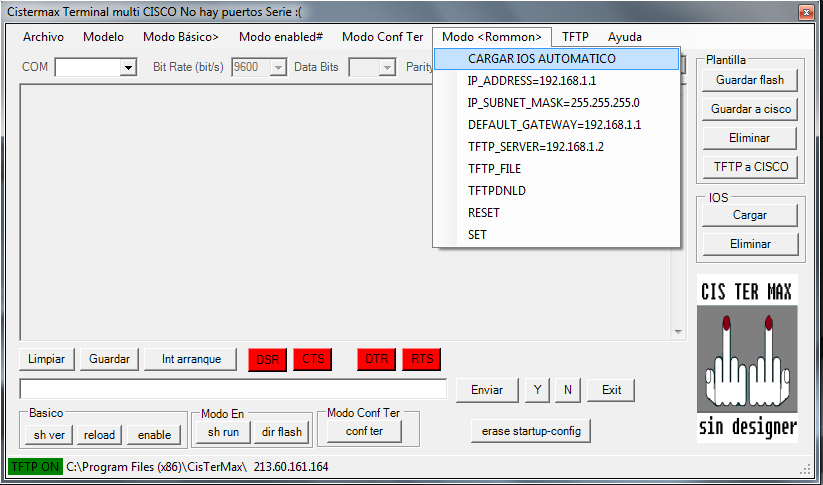 Cistermax Terminal multi CISCO No hay puertos Serie :(
Archivo Modelo Modo Básico> Modo enabled# Modo Conf Ter Modo <Rommon> TFTP Ayuda
COM Bit Rate (bit/s) 9600 Data Bits Parity
CARGAR IOS AUTOMATICO
IP_ADDRESS=192.168.1.1
IP_SUBNET_MASK=255.255.255.0
DEFAULT_GATEWAY=192.168.1.1
TFTP_SERVER=192.168.1.2
TFTP_FILE
TFTPDNLD
RESET
SET
Plantilla
Guardar flash
Guardar a cisco
Eliminar
TFTP a CISCO
IOS
Cargar
Eliminar
CIS TER MAX
sin designer
Limpiar Guardar Int arranque DSR CTS DTR RTS
Enviar Y N Exit
Basico Modo En Modo Conf Ter
sh ver reload enable sh run dir flash conf ter erase startup-config
TFTP ON C:\Program Files (x86)\CisTerMax\ 213.60.161.164